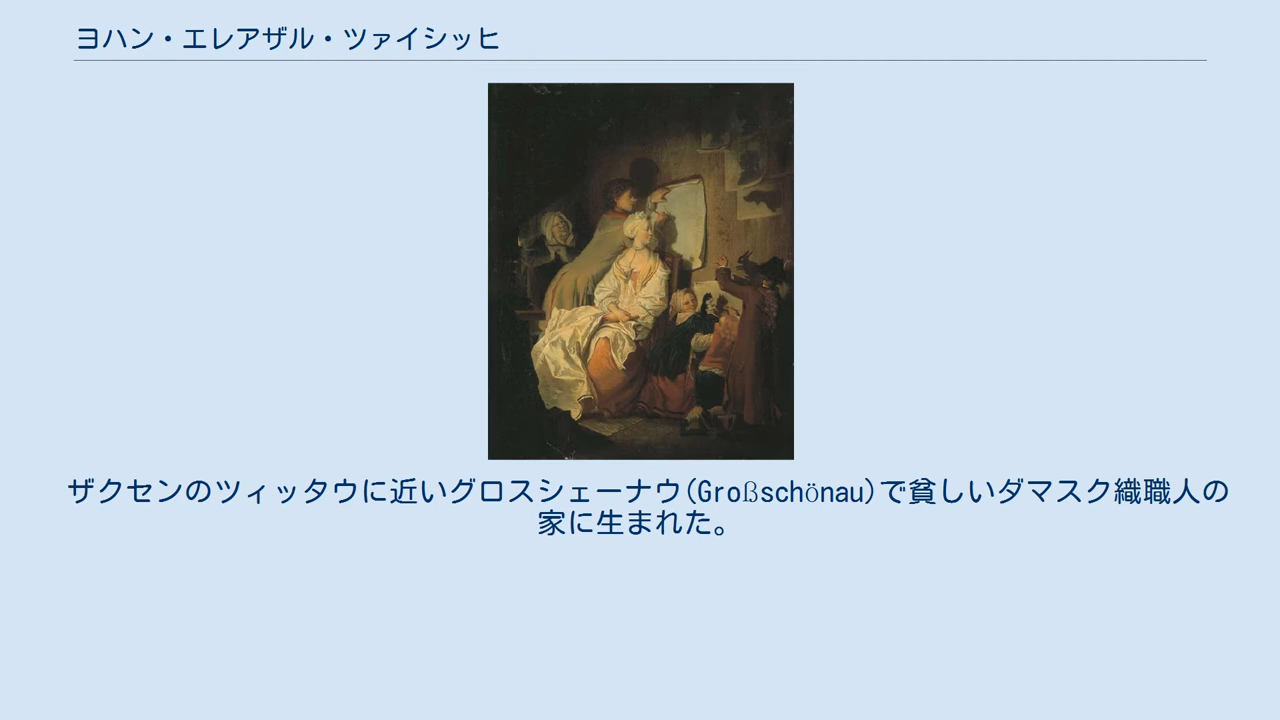 ヨハン・エレアザル・ツァイシッヒ
ザクセンのツィッタウに近いグロスシェーナウ(Großschönau)で貧しいダマスク織職人の
家に生まれた。